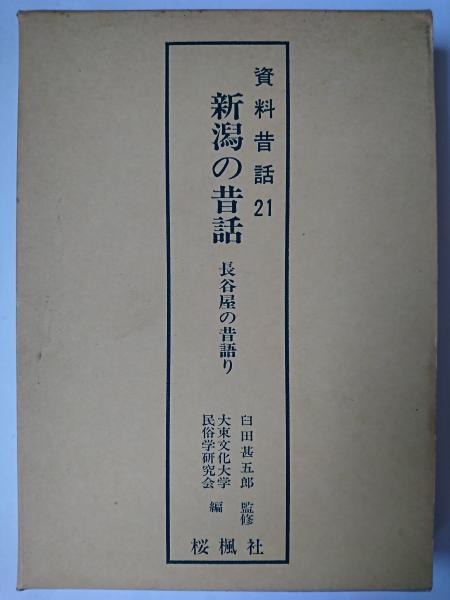 資料昔話21
新潟の昔話
長谷屋の昔語り
臼田甚五郎 監修
大東文化大学
民俗学研究会 編
桜楓社